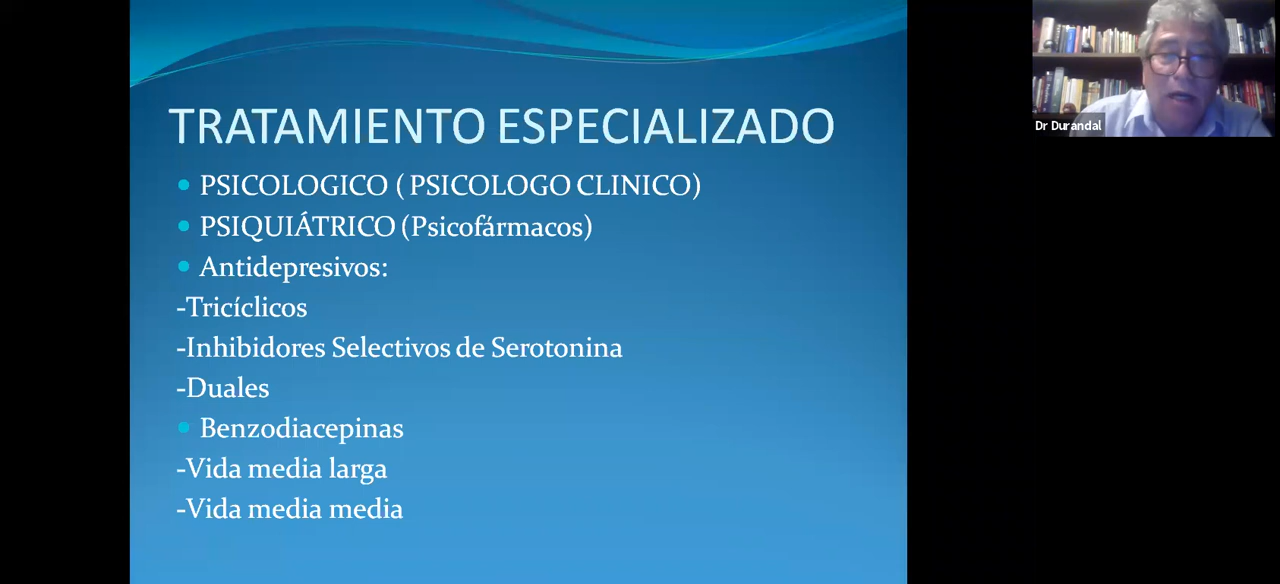 TRATAMIENTO ESPECIALIZADO
PSICOLOGICO ( PSICOLOGO CLINICO)
PSIQUIÁTRICO (Psicofármacos)
Antidepresivos:
-Tricíclicos
-Inhibidores Selectivos de Serotonina
-Duales
Benzodiacepinas
-Vida media larga
-Vida media media
Dr Durandal